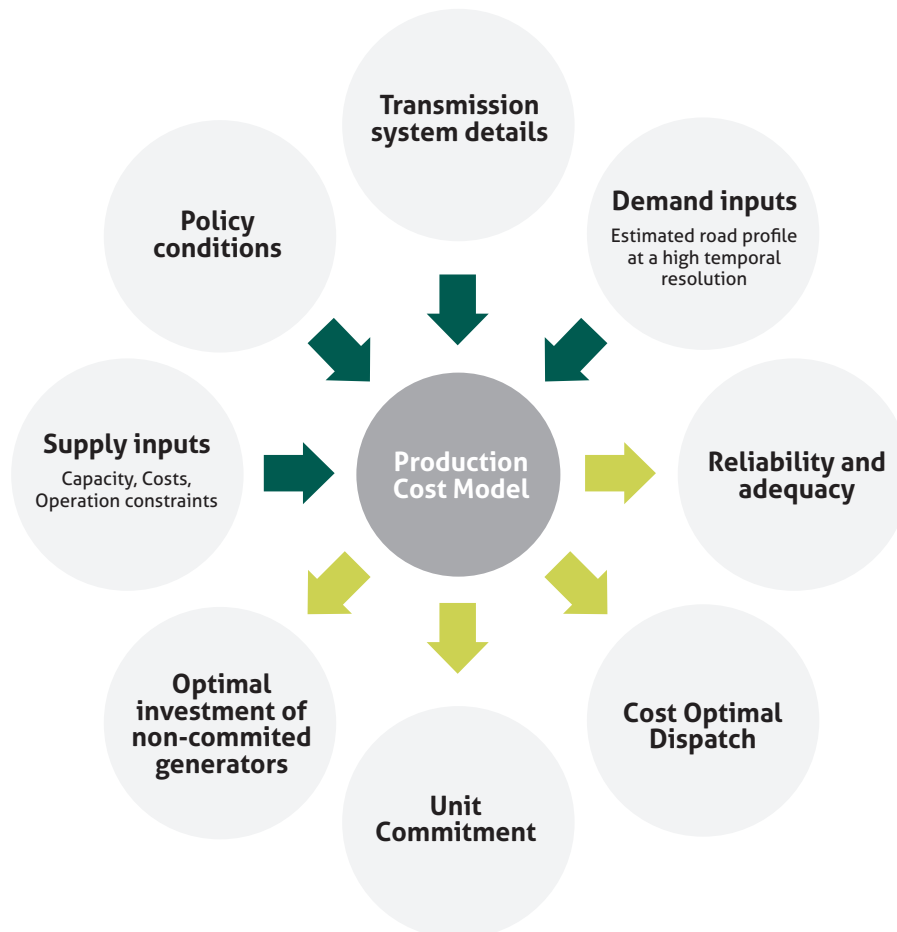 Transmission
system details
Policy
conditions
Demand inputs
Estimated road profile
at a high temporal
resolution
Supply inputs
Capacity, Costs,
Operation constraints
Production
Cost Model
Reliability and
adequacy
Optimal
investment of
non-commited
generators
Cost Optimal
Dispatch
Unit
Commitment